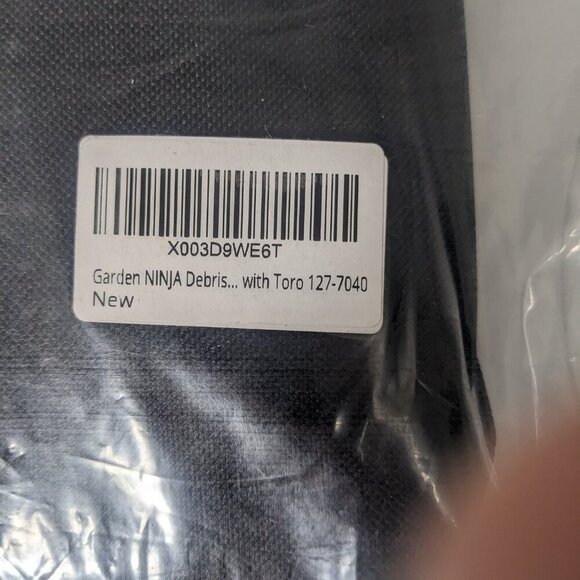 X003D9WE6T
Garden NINJA Debris... with Toro 127-7040
New